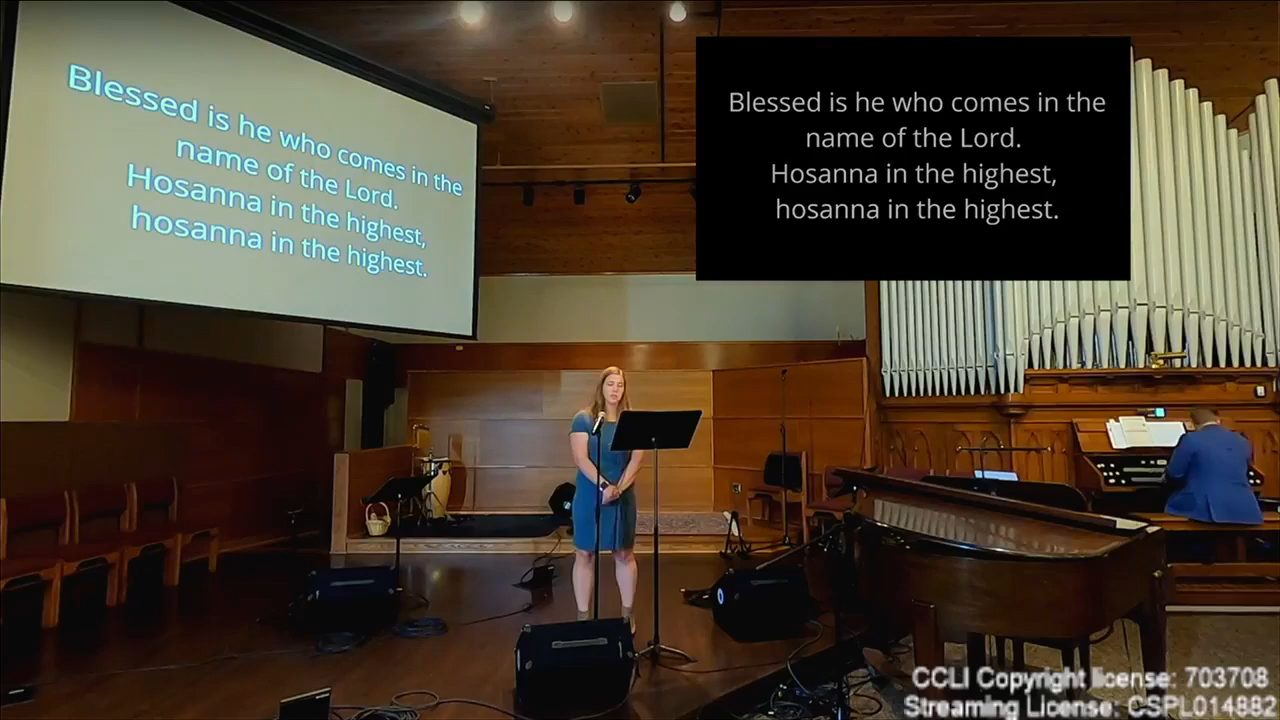 Blessed is he who comes in the
name of the Lord.
Hosanna in the highest,
hosanna in the highest.
Blessed is he who comes in the
name of the Lord.
Hosanna in the highest,
hosanna in the highest.
CCLI Copyright license: 703708
Streaming License: CSPL014882